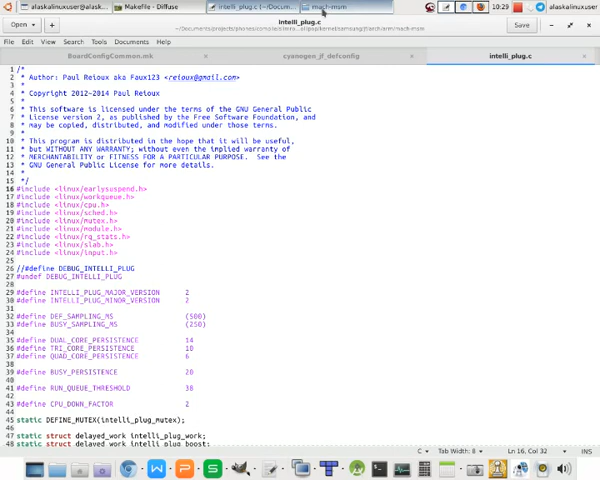 alaskalinuxuser@alask...
Makefile - Diffuse
intelli_plug.c (~/Docum...
mach-msm
10:29
alaskalinuxuser
Open
intelli_plug.c
Save
File Edit View Search Tools Documents Help
BoardConfigCommon.mk × cyanogen_jf_defconfig × intelli_plug.c ×
1 /*
2 * Author: Paul Reioux aka Faux123 <reioux@gmail.com>
3 *
4 * Copyright 2012~2014 Paul Reioux
5 *
6 * This software is licensed under the terms of the GNU General Public
7 * License version 2, as published by the Free Software Foundation, and
8 * may be copied, distributed, and modified under those terms.
9 *
10 * This program is distributed in the hope that it will be useful,
11 * but WITHOUT ANY WARRANTY; without even the implied warranty of
12 * MERCHANTABILITY or FITNESS FOR A PARTICULAR PURPOSE.  See the
13 * GNU General Public License for more details.
14 *
15 */
16 #include <linux/earlysuspend.h>
17 #include <linux/workqueue.h>
18 #include <linux/cpu.h>
19 #include <linux/sched.h>
20 #include <linux/mutex.h>
21 #include <linux/module.h>
22 #include <linux/rq_stats.h>
23 #include <linux/slab.h>
24 #include <linux/input.h>
25
26 //#define DEBUG_INTELLI_PLUG
27 #undef DEBUG_INTELLI_PLUG
28
29 #define INTELLI_PLUG_MAJOR_VERSION 2
30 #define INTELLI_PLUG_MINOR_VERSION 2
31
32 #define DEF_SAMPLING_MS (500)
33 #define BUSY_SAMPLING_MS (250)
34
35 #define DUAL_CORE_PERSISTENCE 14
36 #define TRI_CORE_PERSISTENCE 10
37 #define QUAD_CORE_PERSISTENCE 6
38
39 #define BUSY_PERSISTENCE 20
40
41 #define RUN_QUEUE_THRESHOLD 38
42
43 #define CPU_DOWN_FACTOR 2
44
45 static DEFINE_MUTEX(intelli_plug_mutex);
46
47 static struct delayed_work intelli_plug_work;
48 static struct delayed_work intelli_plug_boost;
C Tab Width: 8 Ln 16, Col 32 INS